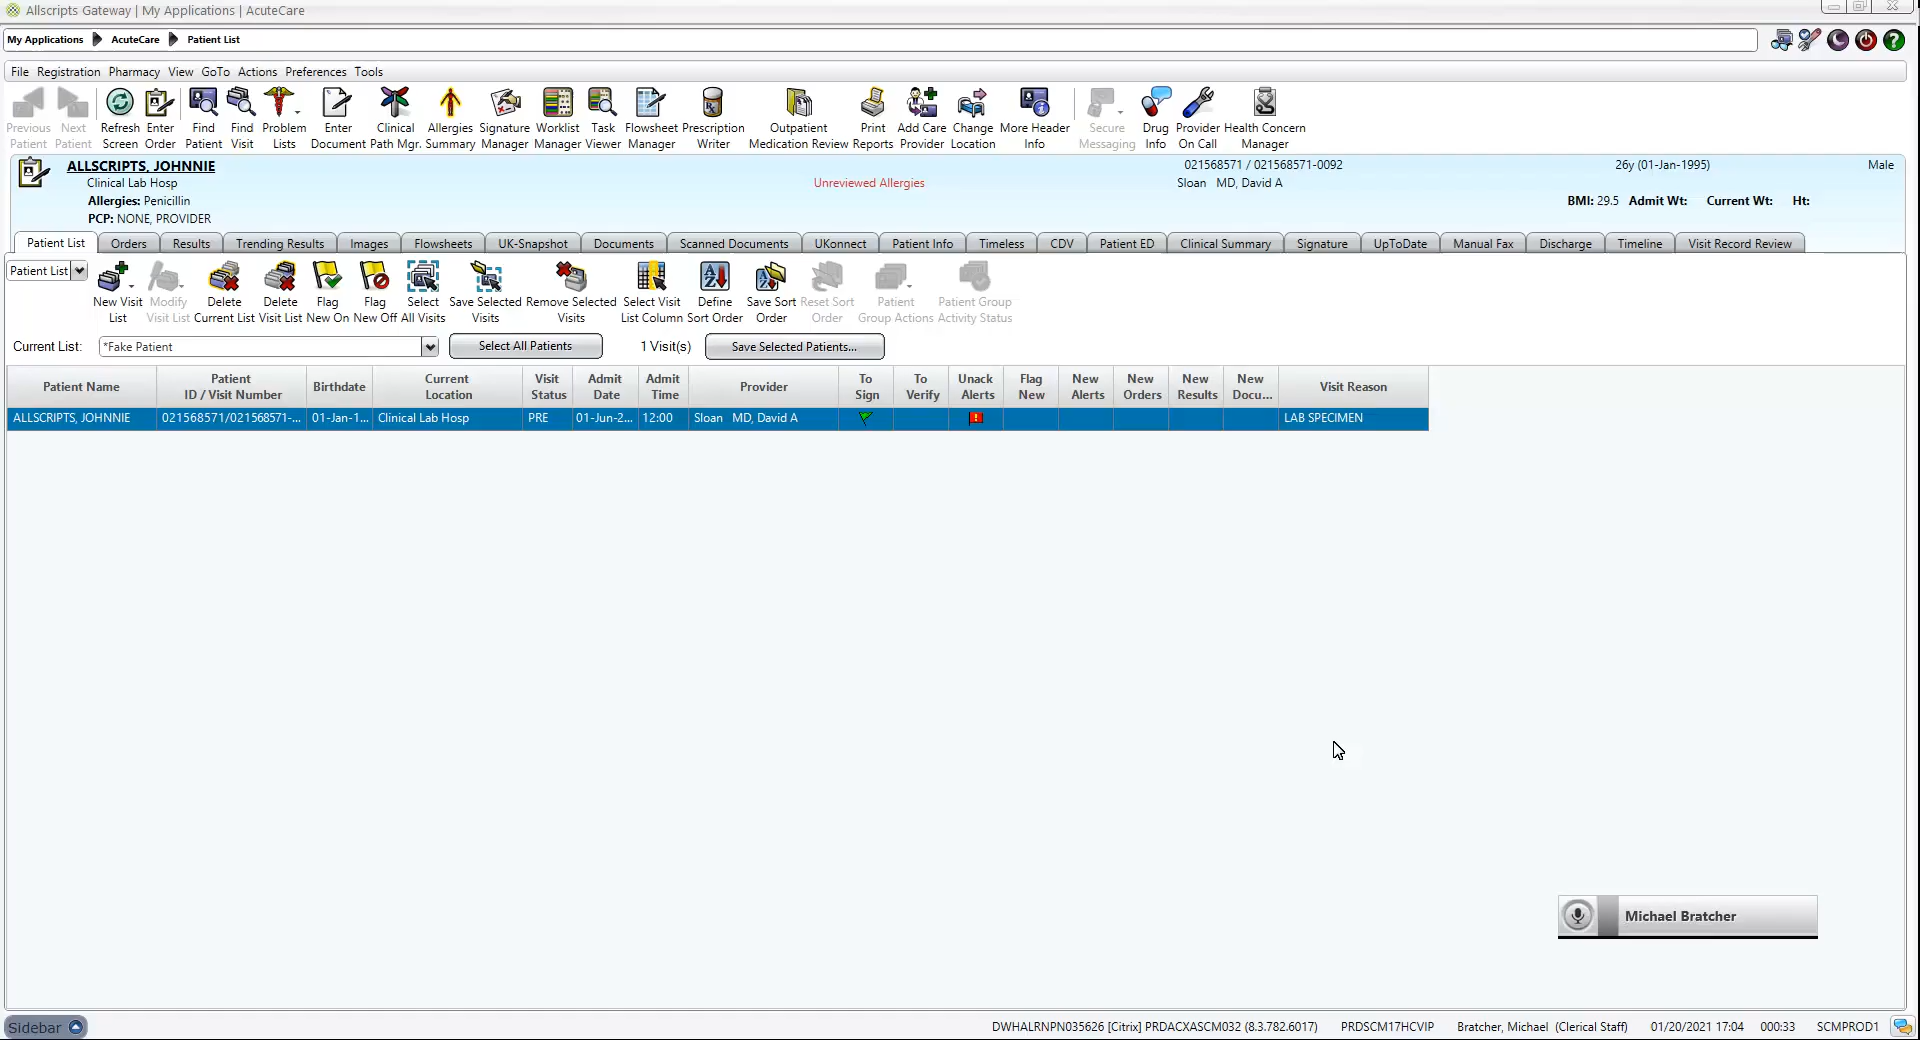 Allscripts Gateway | My Applications | AcuteCare
My Applications AcuteCare Patient List
File Registration Pharmacy View GoTo Actions Preferences Tools
Previous Patient
Next Patient
Refresh Screen
Enter Order
Find Patient
Find Visit
Problem Lists
Enter Document
Clinical Path Mgr.
Allergies Summary
Signature Manager
Worklist Manager
Task Viewer
Flowsheet Manager
Prescription Writer
Outpatient Medication Review
Print Reports
Add Care Provider
Change Location
More Header Info
Secure Messaging
Drug Info
Provider On Call
Health Concern Manager
ALLSCRIPTS, JOHNNIE 021568571 / 021568571-0092 26y (01-Jan-1995) Male
Clinical Lab Hosp Unreviewed Allergies Sloan MD, David A
Allergies: Penicillin BMI: 29.5 Admit Wt: Current Wt: Ht:
PCP: NONE, PROVIDER
Patient List Orders Results Trending Results Images Flowsheets UK-Snapshot Documents Scanned Documents UKonnect Patient Info Timeless CDV Patient ED Clinical Summary Signature UpToDate Manual Fax Discharge Timeline Visit Record Review
Patient List
New Visit List
Modify Visit List
Delete Current List
Delete Visit List
Flag New On
Flag New Off
Select All Visits
Save Selected Visits
Remove Selected Visits
Select Visit List Column
Define Sort Order
Save Sort Order
Reset Sort Order
Patient Group Actions
Patient Group Activity Status
Current List: *Fake Patient Select All Patients 1 Visit(s) Save Selected Patients...
Patient Name
Patient ID / Visit Number
Birthdate
Current Location
Visit Status
Admit Date
Admit Time
Provider
To Sign
To Verify
Unack Alerts
Flag New
New Alerts
New Orders
New Results
New Docu...
Visit Reason
ALLSCRIPTS, JOHNNIE 021568571/021568571-... 01-Jan-1... Clinical Lab Hosp PRE 01-Jun-2... 12:00 Sloan MD, David A LAB SPECIMEN
Michael Bratcher
Sidebar DWHALRNPN035626 [Citrix] PRDACXASCM032 (8.3.782.6017) PRDSCM17HCVIP Bratcher, Michael (Clerical Staff) 01/20/2021 17:04 000:33 SCMPROD1